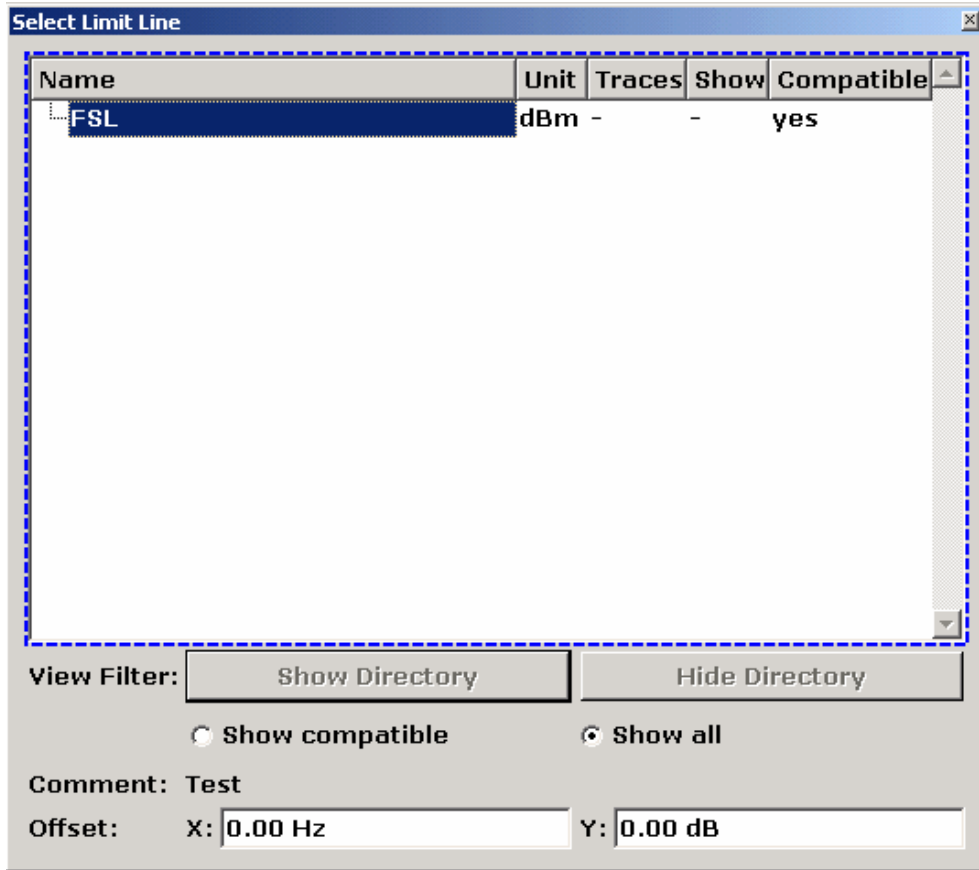 Select Limit Line
Name Unit Traces Show Compatible
FSL dBm - - yes
View Filter: Show Directory Hide Directory
Show compatible Show all
Comment: Test
Offset: X: 0.00 Hz Y: 0.00 dB